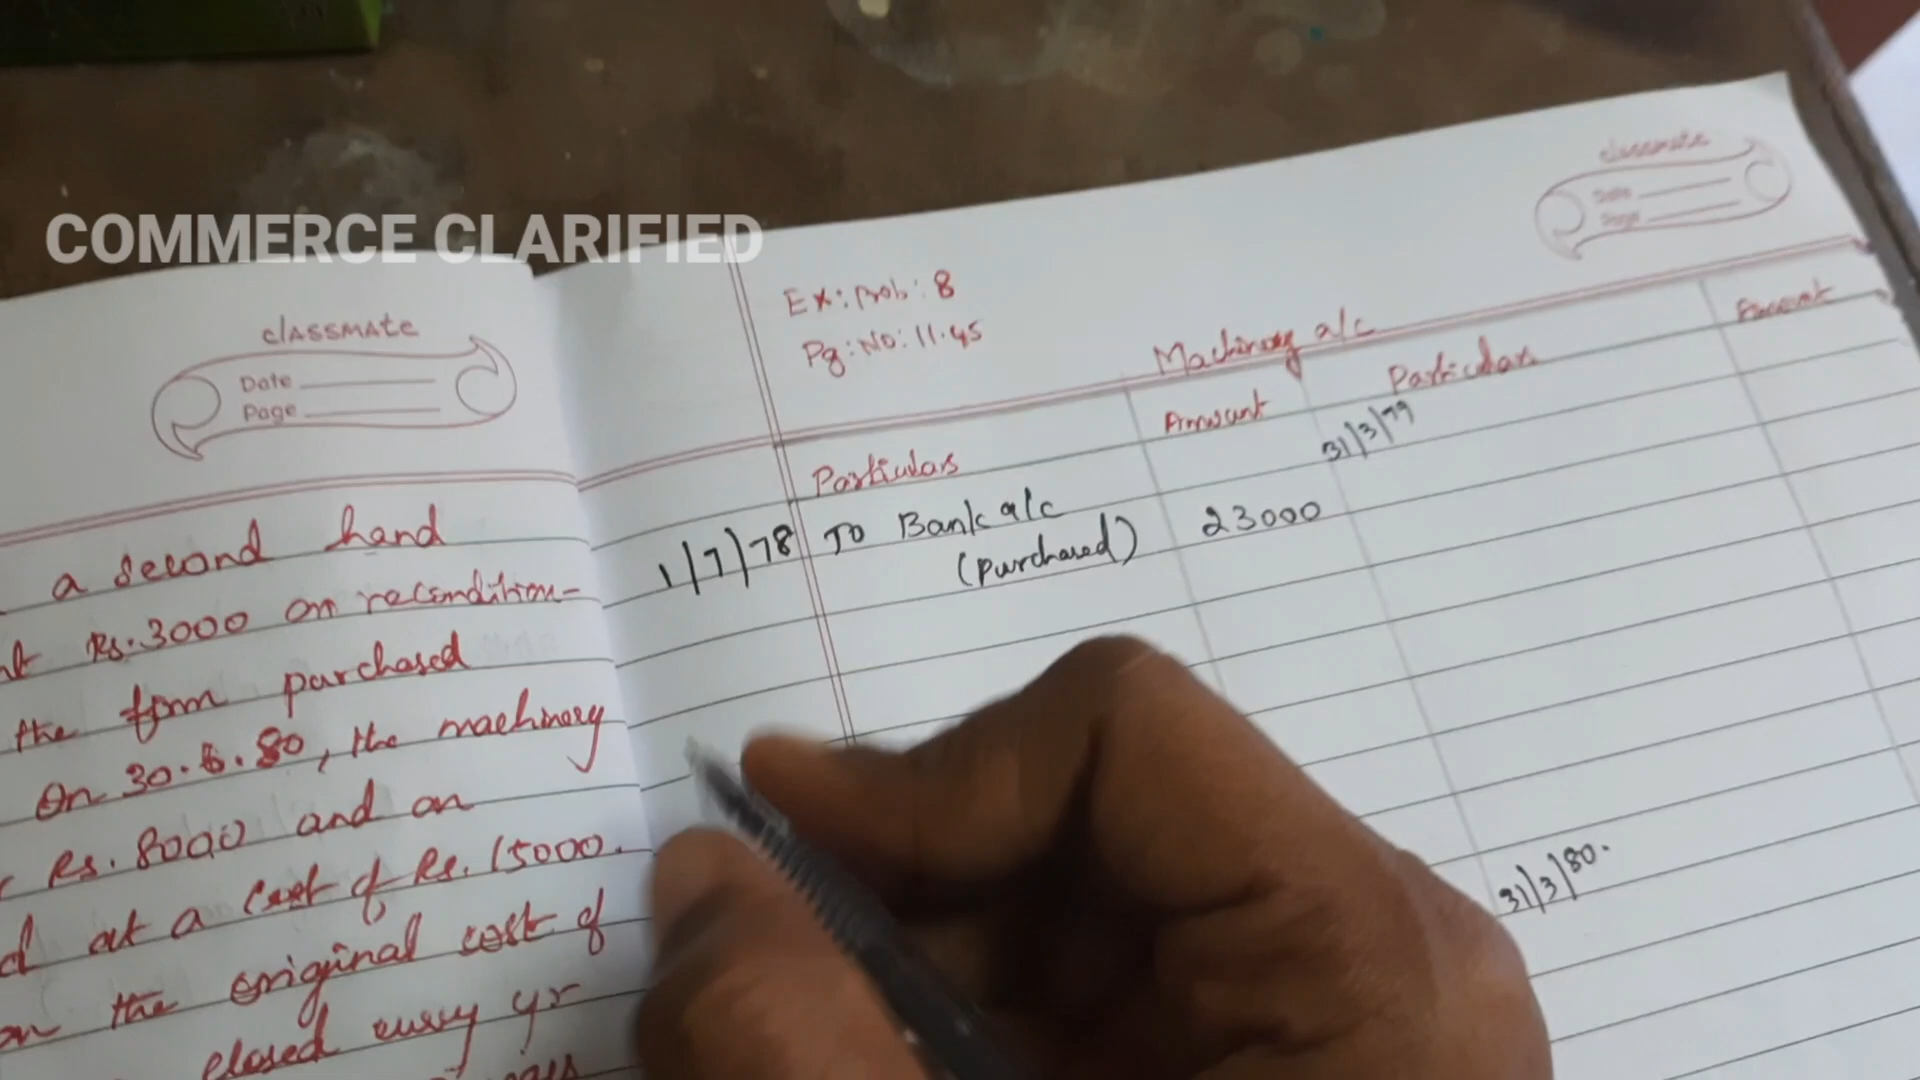 COMMERCE CLARIFIED
classmate
Date
Page
a second hand
Rs.3000 on recondition-
the firm purchased
On 30.6.80, the machinery
Rs. 8000 and an
at a cost of Rs. 15000.
on the original cost of
closed every yr
classmate
Date
Page
Ex: Prob: 8
Pg: No: 11.45
Machinery a/c
Particulars Amount Particulars Amount
31/3/79
1/7/78 To Bank a/c 23000
(purchased)
31/3/80.